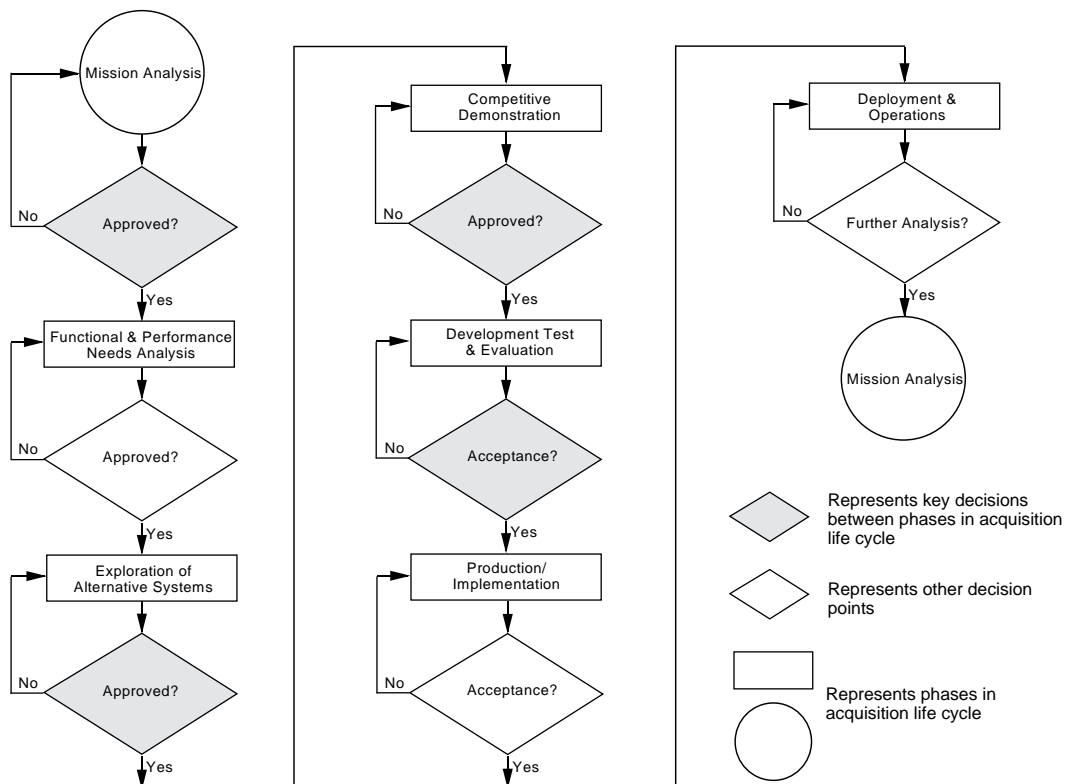 Mission Analysis
No
Approved?
Yes
Functional & Performance
Needs Analysis
No
Approved?
Yes
Exploration of
Alternative Systems
No
Approved?
Yes
Competitive
Demonstration
No
Approved?
Yes
Development Test
& Evaluation
No
Acceptance?
Yes
Production/
Implementation
No
Acceptance?
Yes
Deployment &
Operations
No
Further Analysis?
Yes
Mission Analysis
Represents key decisions
between phases in acquisition
life cycle
Represents other decision
points
Represents phases in
acquisition life cycle